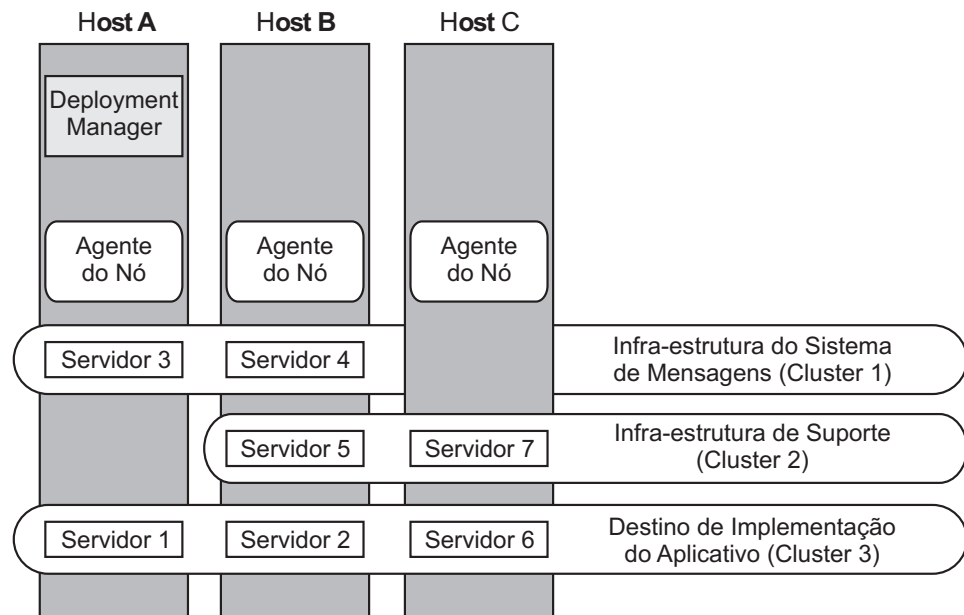 Host A
Host B
Host C
Deployment
Manager
Agente
do Nó
Agente
do Nó
Agente
do Nó
Servidor 3
Servidor 4
Infra-estrutura do Sistema
de Mensagens (Cluster 1)
Servidor 5
Servidor 7
Infra-estrutura de Suporte
(Cluster 2)
Servidor 1
Servidor 2
Servidor 6
Destino de Implementação
do Aplicativo (Cluster 3)